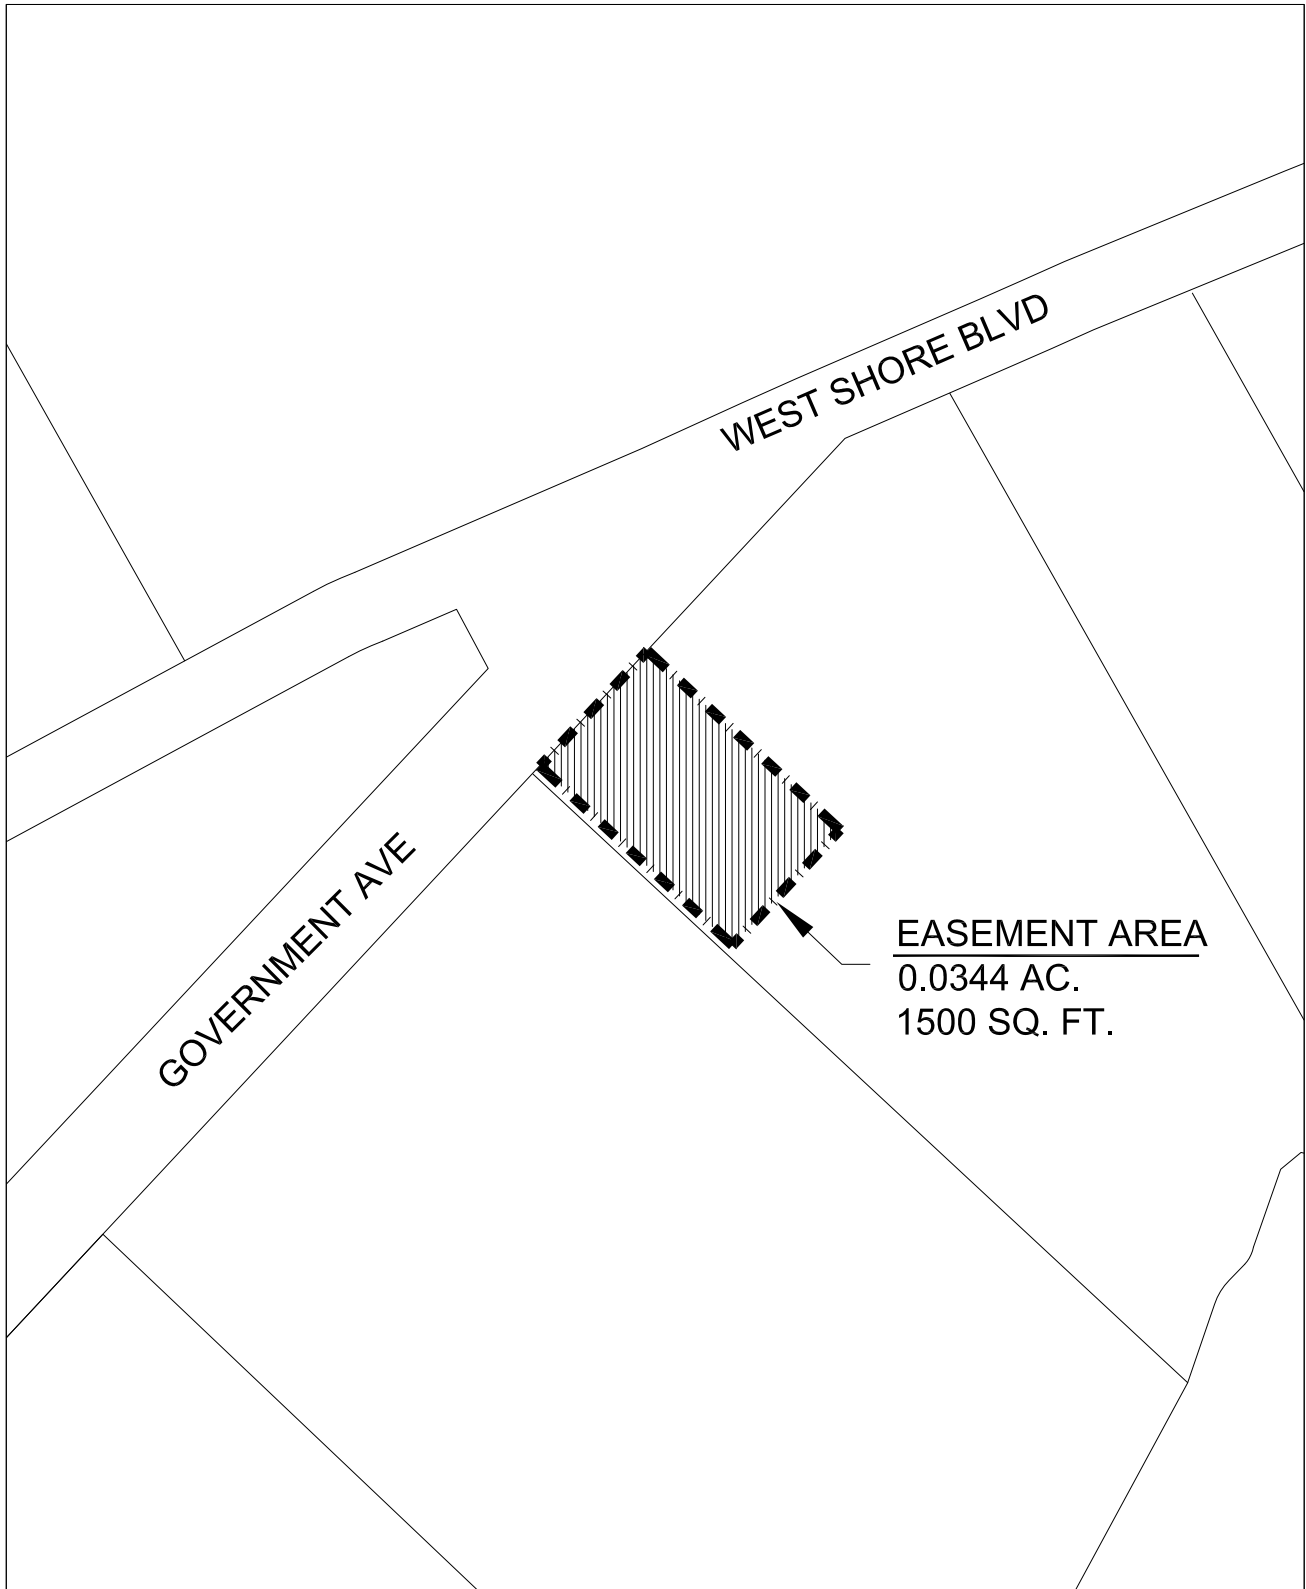 WEST SHORE BLVD
GOVERNMENT AVE
EASEMENT AREA
0.0344 AC.
1500 SQ. FT.